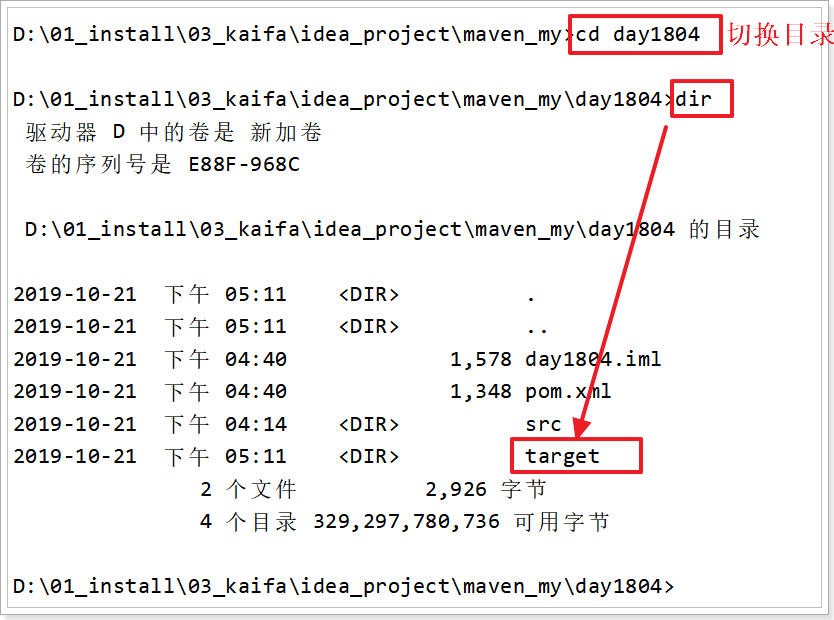 D:\01_install\03_kaifa\idea_project\maven_my>cd day1804 切换目录
D:\01_install\03_kaifa\idea_project\maven_my\day1804>dir
驱动器 D 中的卷是 新加卷
卷的序列号是 E88F-968C
D:\01_install\03_kaifa\idea_project\maven_my\day1804 的目录
2019-10-21  下午 05:11    <DIR>          .
2019-10-21  下午 05:11    <DIR>          ..
2019-10-21  下午 04:40             1,578 day1804.iml
2019-10-21  下午 04:40             1,348 pom.xml
2019-10-21  下午 04:14    <DIR>          src
2019-10-21  下午 05:11    <DIR>          target
2 个文件          2,926 字节
4 个目录 329,297,780,736 可用字节
D:\01_install\03_kaifa\idea_project\maven_my\day1804>